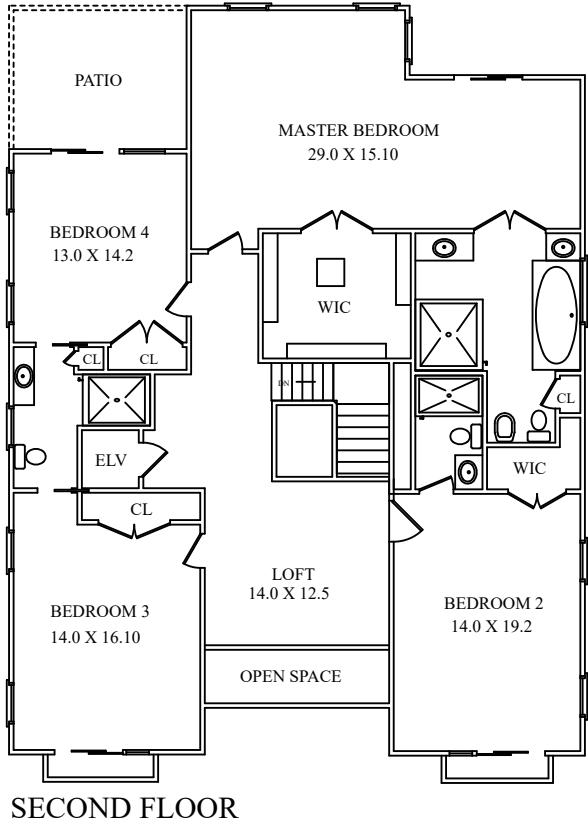 PATIO
MASTER BEDROOM
29.0 X 15.10
BEDROOM 4
13.0 X 14.2
WIC
CL
CL
DN
CL
ELV
WIC
CL
LOFT
14.0 X 12.5
BEDROOM 3
14.0 X 16.10
BEDROOM 2
14.0 X 19.2
OPEN SPACE
SECOND FLOOR